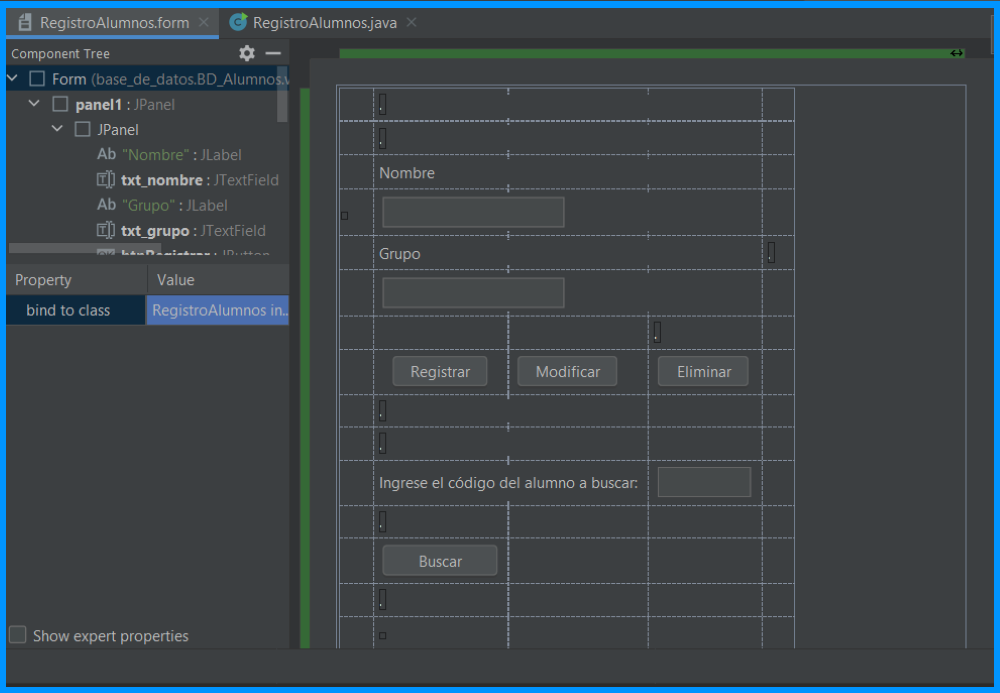 RegistroAlumnos.form
RegistroAlumnos.java
Component Tree
Form (base_de_datos.BD_Alumnos.v
panel1 : JPanel
JPanel
Ab "Nombre" : JLabel
txt_nombre : JTextField
Ab "Grupo" : JLabel
txt_grupo : JTextField
btnRegistrar : JButton
Property Value
bind to class RegistroAlumnos in...
Show expert properties
Nombre
Grupo
Registrar Modificar Eliminar
Ingrese el código del alumno a buscar:
Buscar